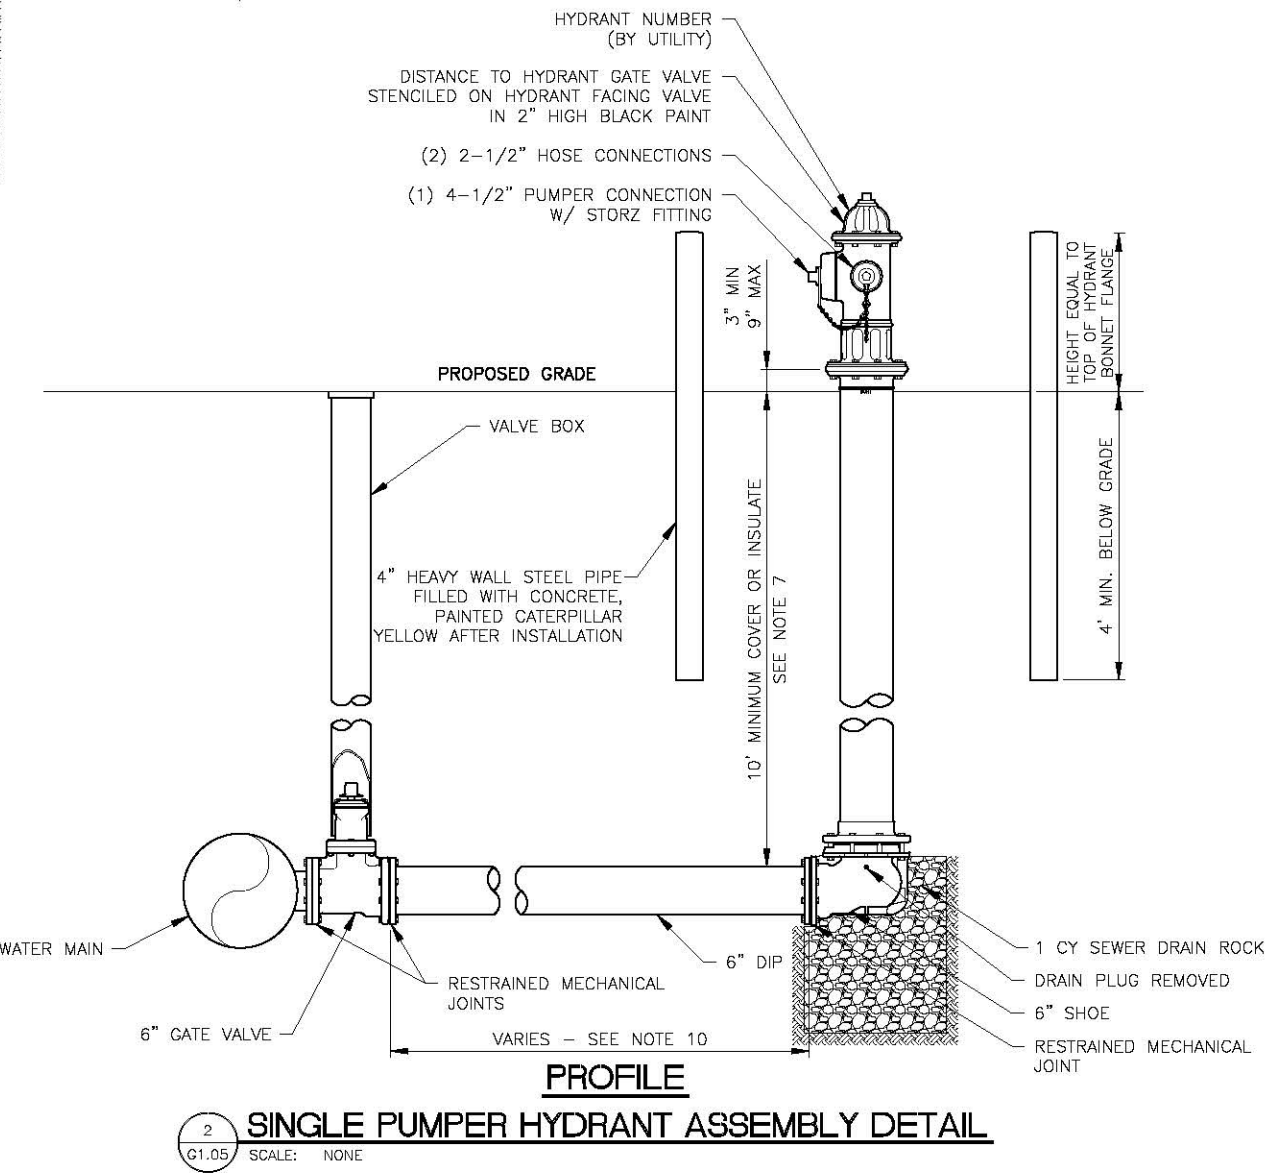 HYDRANT NUMBER
(BY UTILITY)
DISTANCE TO HYDRANT GATE VALVE
STENCILED ON HYDRANT FACING VALVE
IN 2" HIGH BLACK PAINT
(2) 2-1/2" HOSE CONNECTIONS
(1) 4-1/2" PUMPER CONNECTION
W/ STORZ FITTING
3" MIN
9" MAX
HEIGHT EQUAL TO
TOP OF HYDRANT
BONNET FLANGE
PROPOSED GRADE
VALVE BOX
4" HEAVY WALL STEEL PIPE
FILLED WITH CONCRETE,
PAINTED CATERPILLAR
YELLOW AFTER INSTALLATION
10' MINIMUM COVER OR INSULATE
SEE NOTE 7
4' MIN. BELOW GRADE
WATER MAIN
6" GATE VALVE
RESTRAINED MECHANICAL
JOINTS
6" DIP
1 CY SEWER DRAIN ROCK
DRAIN PLUG REMOVED
6" SHOE
RESTRAINED MECHANICAL
JOINT
VARIES - SEE NOTE 10
PROFILE
2
G1.05
SINGLE PUMPER HYDRANT ASSEMBLY DETAIL
SCALE: NONE